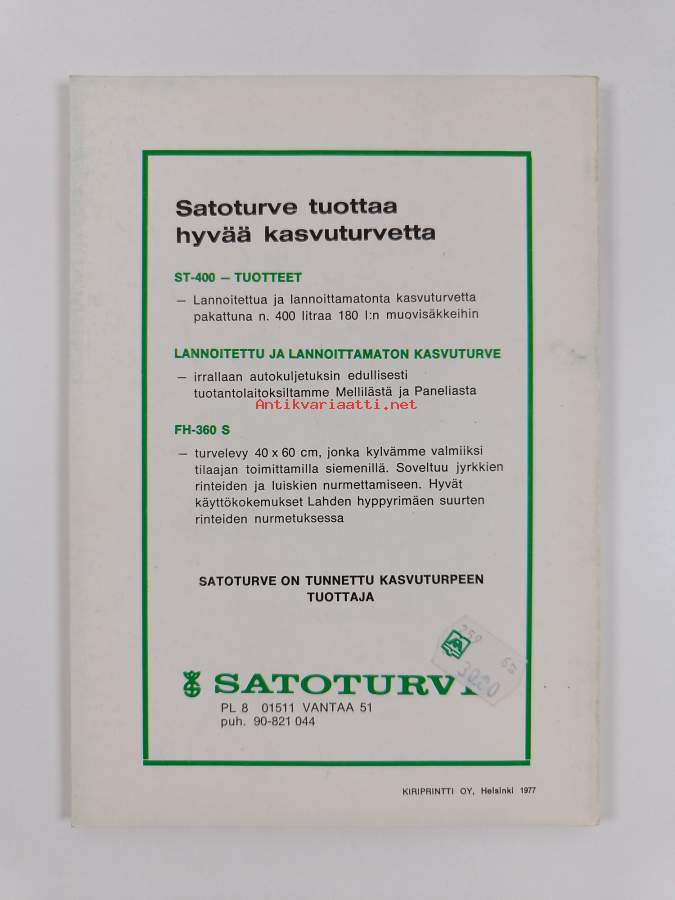 Satoturve tuottaa
hyvää kasvuturvetta
ST-400 – TUOTTEET
– Lannoitettua ja lannoittamatonta kasvuturvetta
pakattuna n. 400 litraa 180 l:n muovisäkkeihin
LANNOITETTU JA LANNOITTAMATON KASVUTURVE
– irrallaan autokuljetuksin edullisesti
tuotantolaitoksiltamme Mellilästä ja Paneliasta
Antikvariaatti.net
FH-360 S
– turvelevy 40 x 60 cm, jonka kylvämme valmiiksi
tilaajan toimittamilla siemenillä. Soveltuu jyrkkien
rinteiden ja luiskien nurmettamiseen. Hyvät
käyttökokemukset Lahden hyppyrimäen suurten
rinteiden nurmetuksessa
SATOTURVE ON TUNNETTU KASVUTURPEEN
TUOTTAJA
SATOTURV
PL 8 01511 VANTAA 51
puh. 90-821 044
KIRIPRINTTI OY, Helsinki 1977